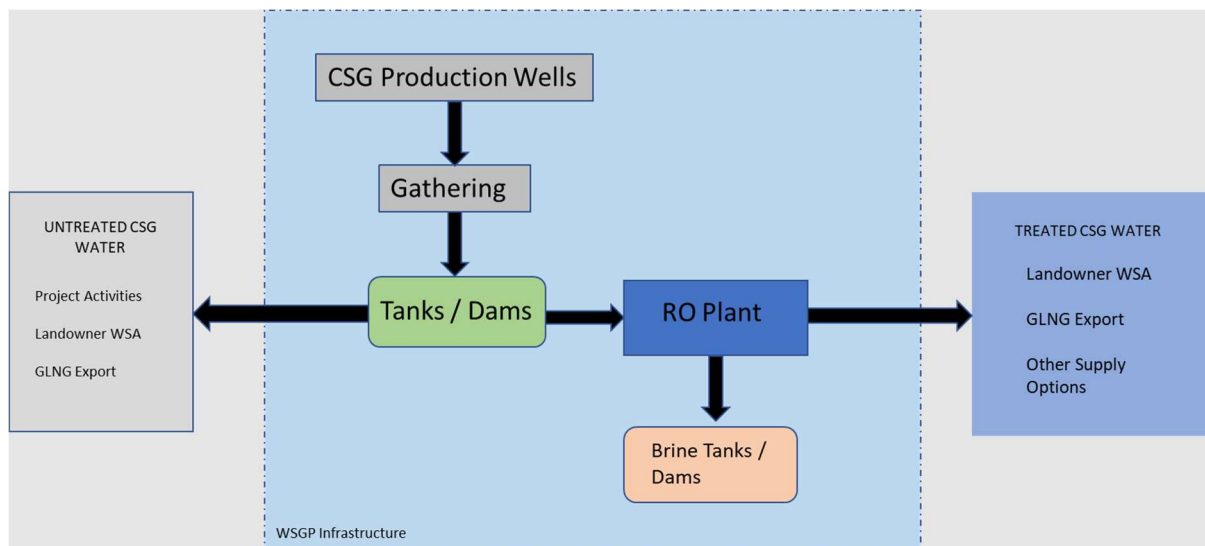 CSG Production Wells
Gathering
UNTREATED CSG
WATER
Project Activities
Landowner WSA
GLNG Export
Tanks / Dams
RO Plant
TREATED CSG WATER
Landowner WSA
GLNG Export
Other Supply
Options
Brine Tanks /
Dams
WSGP Infrastructure